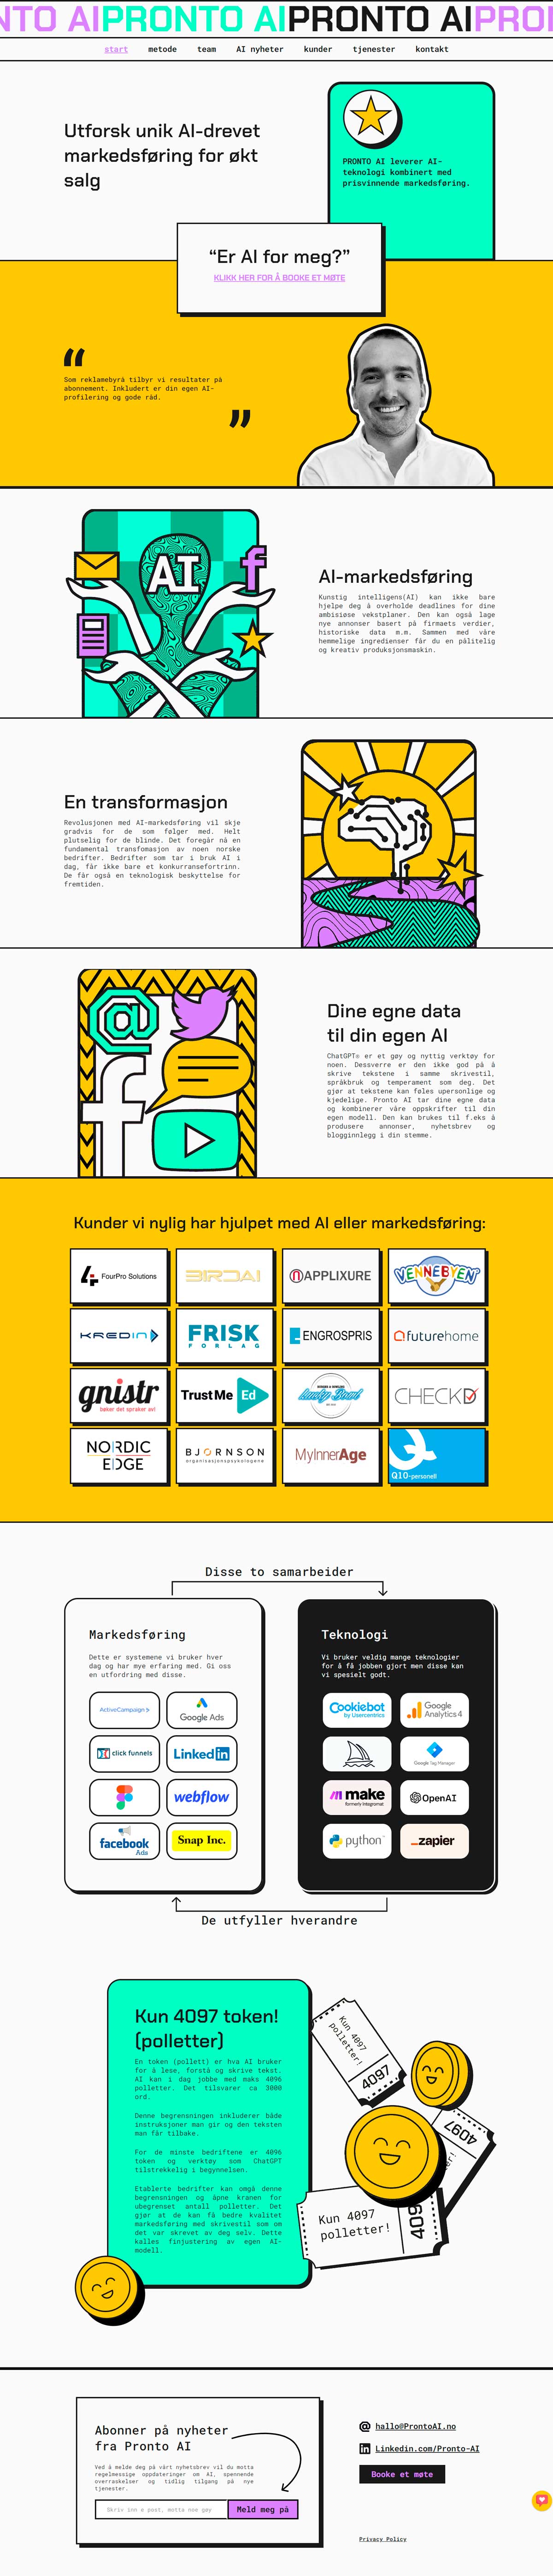 NTO AI PRONTO AI PRONTO AI PRO
start metode team AI nyheter kunder tjenester kontakt
Utforsk unik AI-drevet
markedsføring for økt
salg
PRONTO AI leverer AI-
teknologi kombinert med
prisvinnende markedsføring.
“Er AI for meg?”
KLIKK HER FOR Å BOOKE ET MØTE
“
Som reklamebyrå tilbyr vi resultater på
abonnement. Inkludert er din egen AI-
profilering og gode råd.
”
AI
f
AI-markedsføring
Kunstig intelligens(AI) kan ikke bare
hjelpe deg å overholde deadlines for dine
ambisiøse vekstplaner. Den kan også lage
nye annonser basert på firmaets verdier,
historiske data m.m. Sammen med våre
hemmelige ingredienser får du en pålitelig
og kreativ produksjonsmaskin.
En transformasjon
Revolusjonen med AI-markedsføring vil skje
gradvis for de som følger med. Helt
plutselig for de blinde. Det foregår nå en
fundamental transfomasjon av noen norske
bedrifter. Bedrifter som tar i bruk AI i
dag, får ikke bare et konkurransefortrinn.
De får også en teknologisk beskyttelse for
fremtiden.
@
f
Dine egne data
til din egen AI
ChatGPT® er et gøy og nyttig verktøy for
noen. Dessverre er den ikke god på å
skrive tekstene i samme skrivestil,
språkbruk og temperament som deg. Det
gjør at tekstene kan føles upersonlige og
kjedelige. Pronto AI tar dine egne data
og kombinerer våre oppskrifter til din
egen modell. Den kan brukes til f.eks å
produsere annonser, nyhetsbrev og
blogginnlegg i din stemme.
Kunder vi nylig har hjulpet med AI eller markedsføring:
FourPro Solutions
BIRDAI
APPLIXURE
VENNEBYEN
KREDIN
FRISK
FORLAG
ENGROSPRIS
futurehome
gnistr
bøker det spraker av!
TrustMe Ed
Lucky Bowl
CHECKD
NORDIC
EDGE
BJØRNSON
organisasjonspsykologene
MyInnerAge
Q10-personell
Disse to samarbeider
Markedsføring
Dette er systemene vi bruker hver
dag og har mye erfaring med. Gi oss
en utfordring med disse.
ActiveCampaign >
Google Ads
click funnels
Linked in
webflow
facebook
Ada
Snap Inc.
Teknologi
Vi bruker veldig mange teknologier
for å få jobben gjort men disse kan
vi spesielt godt.
Cookiebot
by Usercentrics
Google
Analytics 4
Google Tag Manager
make
formerly Integromat
OpenAI
python
_zapier
De utfyller hverandre
Kun 4097 token!
(polletter)
En token (pollett) er hva AI bruker
for å lese, forstå og skrive tekst.
AI kan i dag jobbe med maks 4096
polletter. Det tilsvarer ca 3000
ord.
Denne begrensningen inkluderer både
instruksjoner man gir og den teksten
man får tilbake.
For de minste bedriftene er 4096
token og verktøy som ChatGPT
tilstrekkelig i begynnelsen.
Etablerte bedrifter kan omgå denne
begrensningen og åpne kranen for
ubegrenset antall polletter. Det
gjør at de kan få bedre kvalitet
markedsføring med skrivestil som om
det var skrevet av deg selv. Dette
kalles finjustering av egen AI-
modell.
Kun 4097
polletter!
4097
4097
er!
Kun 4097
polletter!
409
Abonner på nyheter
fra Pronto AI
Ved å melde deg på vårt nyhetsbrev vil du motta
regelmessige oppdateringer om AI, spennende
overraskelser og tidlig tilgang på nye
tjenester.
Skriv inn e post, motta noe gøy
Meld meg på
hallo@ProntoAI.no
Linkedin.com/Pronto-AI
Booke et møte
Privacy Policy